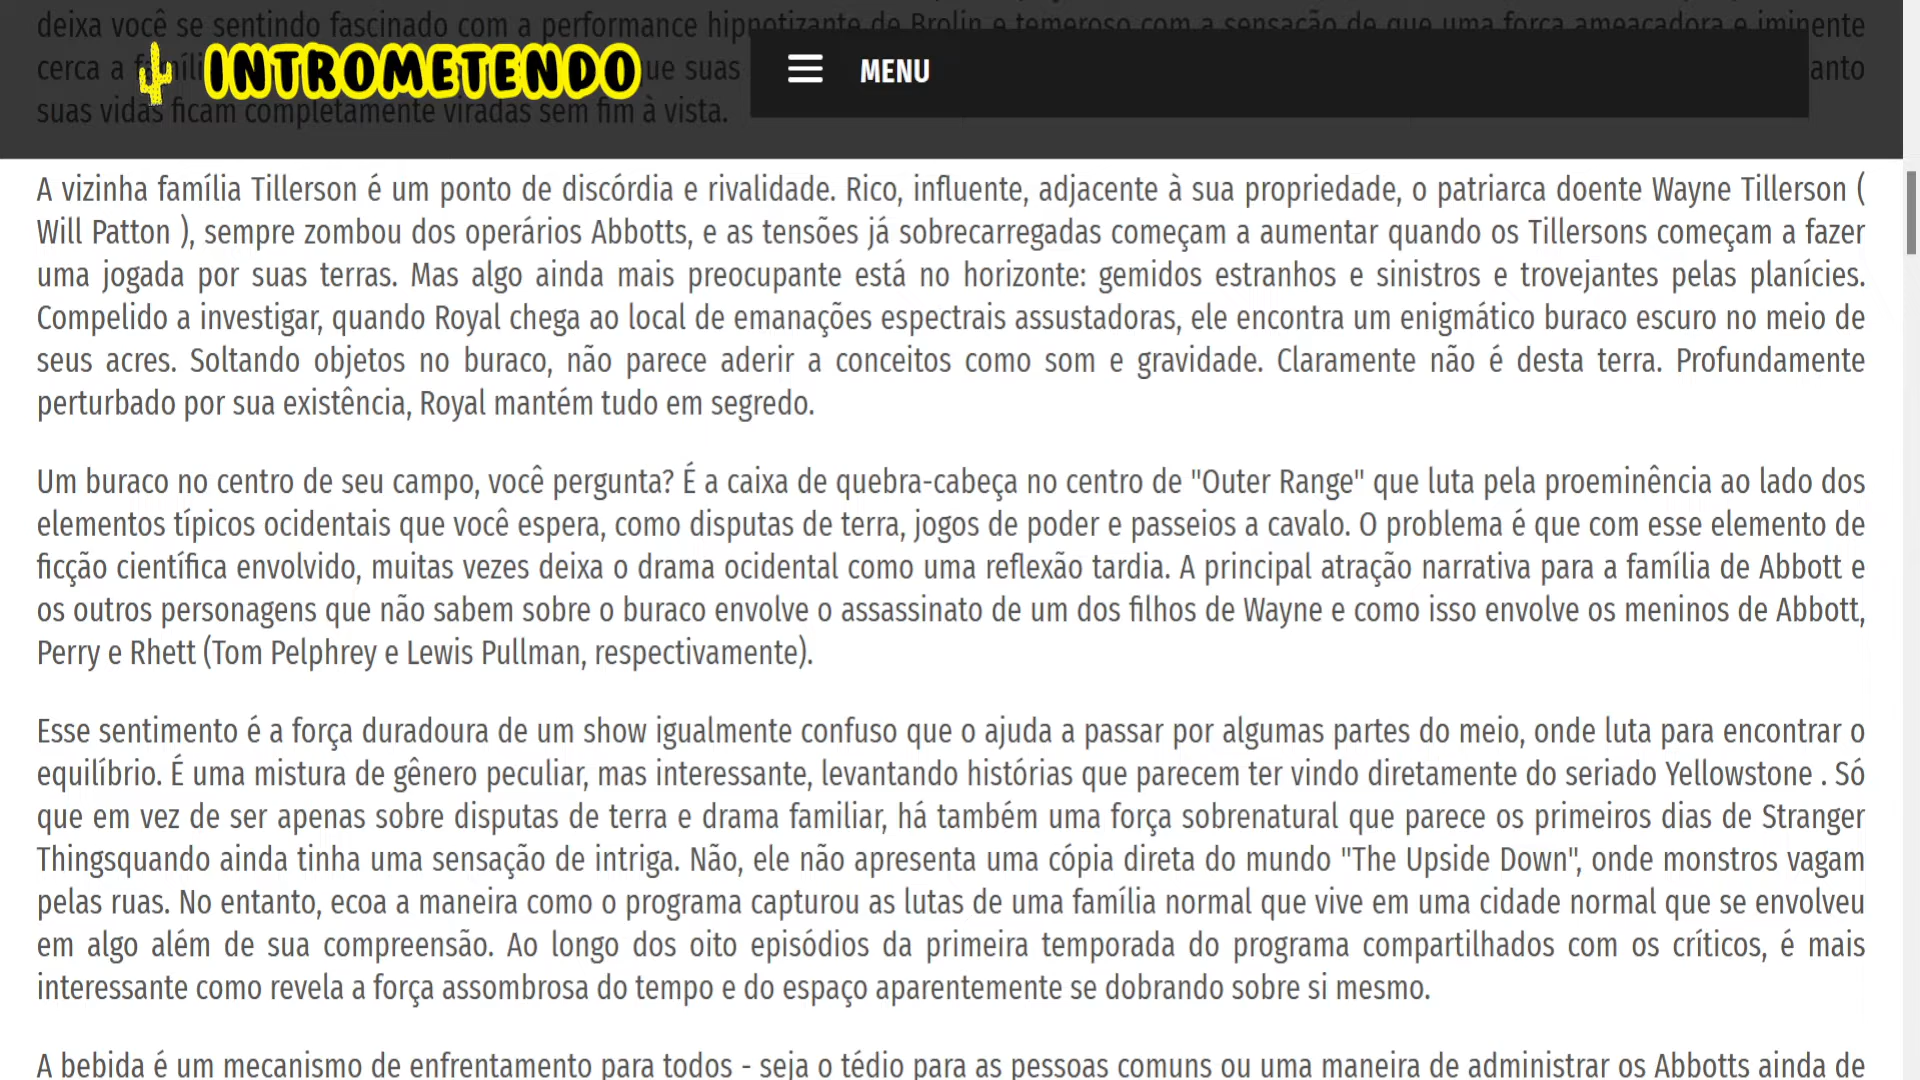 deixa você se sentindo fascinado com a performance hipnotizante de Brolin e temeroso com a sensação de que uma força ameaçadora e iminente
cerca a famíli ue suas anto
suas vidas ficam completamente viradas sem fim à vista.
INTROMETENDO
MENU
A vizinha família Tillerson é um ponto de discórdia e rivalidade. Rico, influente, adjacente à sua propriedade, o patriarca doente Wayne Tillerson (
Will Patton ), sempre zombou dos operários Abbotts, e as tensões já sobrecarregadas começam a aumentar quando os Tillersons começam a fazer
uma jogada por suas terras. Mas algo ainda mais preocupante está no horizonte: gemidos estranhos e sinistros e trovejantes pelas planícies.
Compelido a investigar, quando Royal chega ao local de emanações espectrais assustadoras, ele encontra um enigmático buraco escuro no meio de
seus acres. Soltando objetos no buraco, não parece aderir a conceitos como som e gravidade. Claramente não é desta terra. Profundamente
perturbado por sua existência, Royal mantém tudo em segredo.
Um buraco no centro de seu campo, você pergunta? É a caixa de quebra-cabeça no centro de "Outer Range" que luta pela proeminência ao lado dos
elementos típicos ocidentais que você espera, como disputas de terra, jogos de poder e passeios a cavalo. O problema é que com esse elemento de
ficção científica envolvido, muitas vezes deixa o drama ocidental como uma reflexão tardia. A principal atração narrativa para a família de Abbott e
os outros personagens que não sabem sobre o buraco envolve o assassinato de um dos filhos de Wayne e como isso envolve os meninos de Abbott,
Perry e Rhett (Tom Pelphrey e Lewis Pullman, respectivamente).
Esse sentimento é a força duradoura de um show igualmente confuso que o ajuda a passar por algumas partes do meio, onde luta para encontrar o
equilíbrio. É uma mistura de gênero peculiar, mas interessante, levantando histórias que parecem ter vindo diretamente do seriado Yellowstone . Só
que em vez de ser apenas sobre disputas de terra e drama familiar, há também uma força sobrenatural que parece os primeiros dias de Stranger
Thingsquando ainda tinha uma sensação de intriga. Não, ele não apresenta uma cópia direta do mundo "The Upside Down", onde monstros vagam
pelas ruas. No entanto, ecoa a maneira como o programa capturou as lutas de uma família normal que vive em uma cidade normal que se envolveu
em algo além de sua compreensão. Ao longo dos oito episódios da primeira temporada do programa compartilhados com os críticos, é mais
interessante como revela a força assombrosa do tempo e do espaço aparentemente se dobrando sobre si mesmo.
A bebida é um mecanismo de enfrentamento para todos - seja o tédio para as pessoas comuns ou uma maneira de administrar os Abbotts ainda de